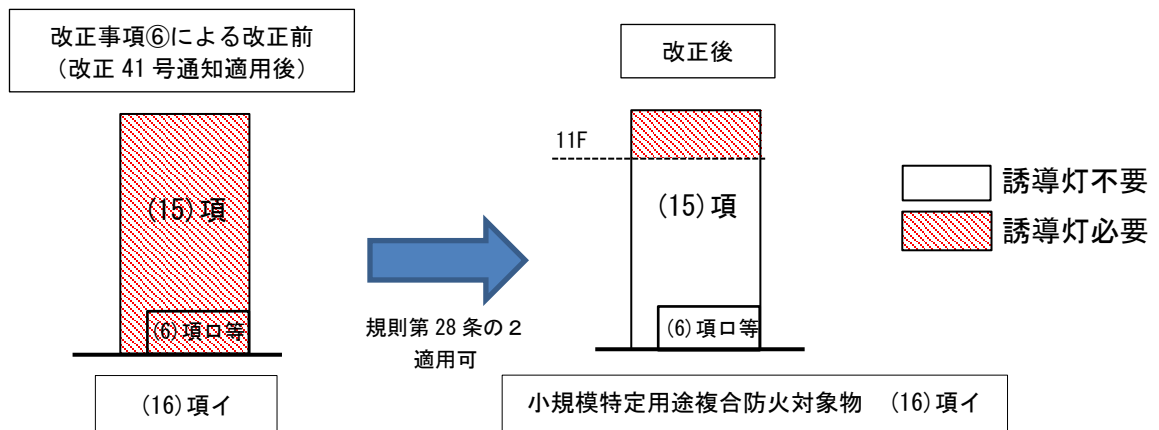 改正事項⑥による改正前
（改正 41 号通知適用後）
(15)項
(6)項ロ等
(16)項イ
規則第 28 条の２
適用可
改正後
11F
(15)項
(6)項ロ等
小規模特定用途複合防火対象物　(16)項イ
誘導灯不要
誘導灯必要